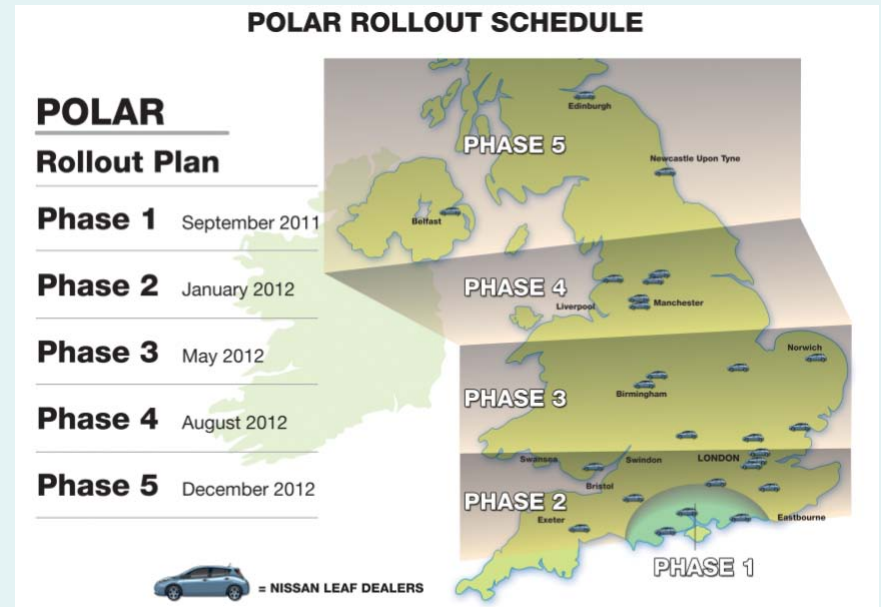 POLAR ROLLOUT SCHEDULE
POLAR
Rollout Plan
Phase 1 September 2011
Phase 2 January 2012
Phase 3 May 2012
Phase 4 August 2012
Phase 5 December 2012
= NISSAN LEAF DEALERS
Edinburgh
PHASE 5
Newcastle Upon Tyne
Belfast
PHASE 4
Liverpool
Manchester
Norwich
PHASE 3
Birmingham
Swansea
Swindon
LONDON
Bristol
PHASE 2
Exeter
Eastbourne
PHASE 1